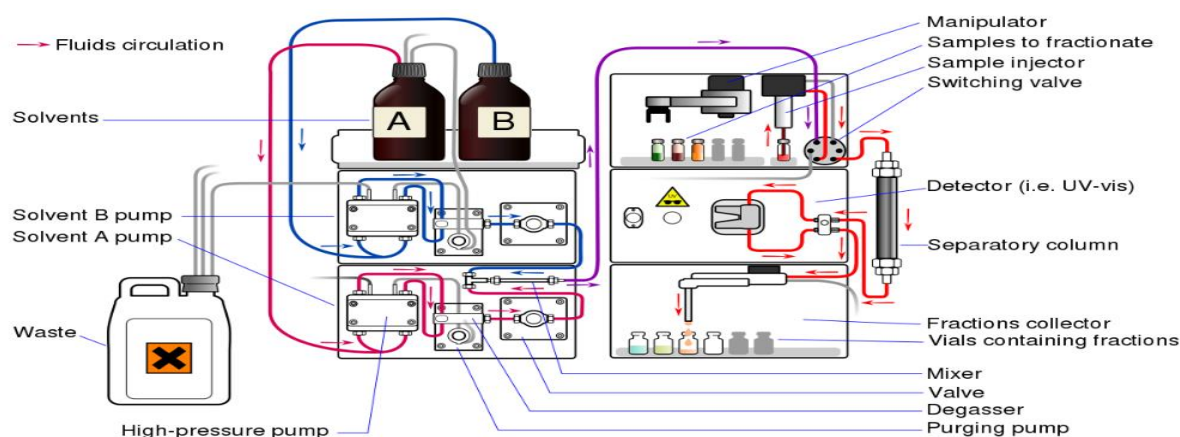 Fluids circulation
Solvents
A
B
Solvent B pump
Solvent A pump
Waste
High-pressure pump
Manipulator
Samples to fractionate
Sample injector
Switching valve
Detector (i.e. UV-vis)
Separatory column
Fractions collector
Vials containing fractions
Mixer
Valve
Degasser
Purging pump